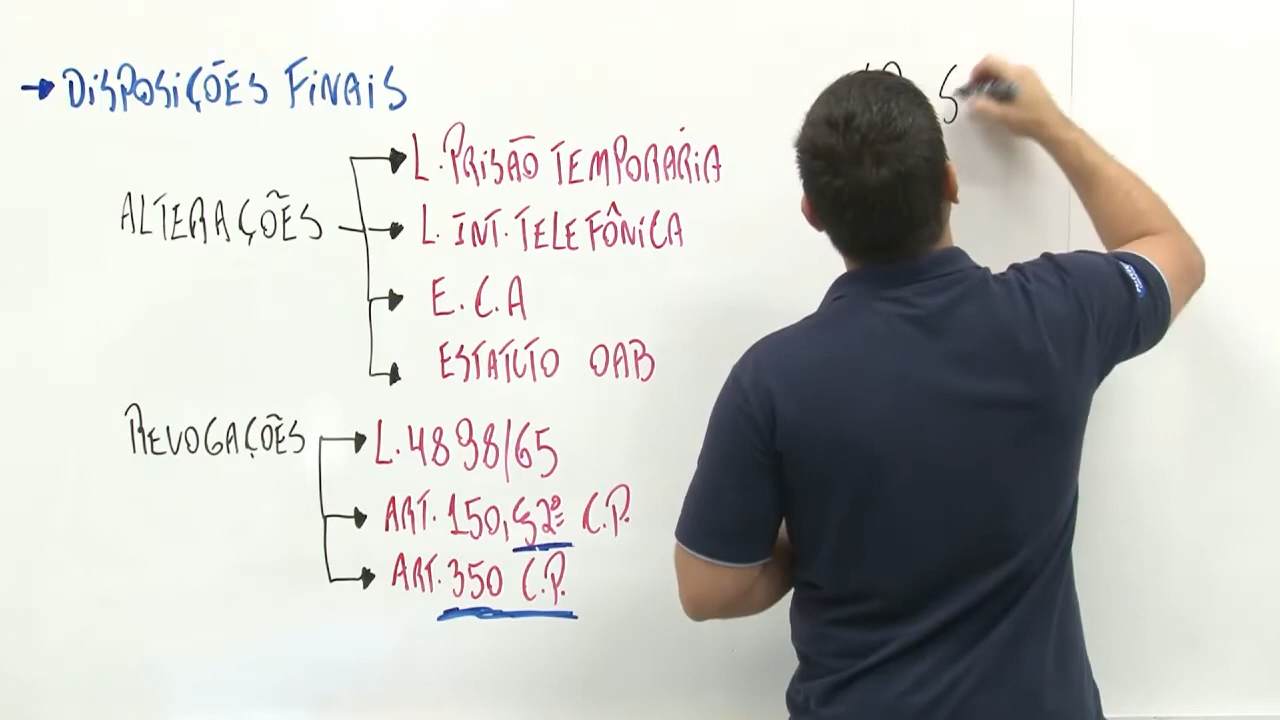 → DISPOSIÇÕES FINAIS
L. PRISÃO TEMPORÁRIA
ALTERAÇÕES
L. INT. TELEFÔNICA
E.C.A
ESTATUTO OAB
REVOGAÇÕES
L. 4898/65
ART. 150, §2º C.P.
ART. 350 C.P.